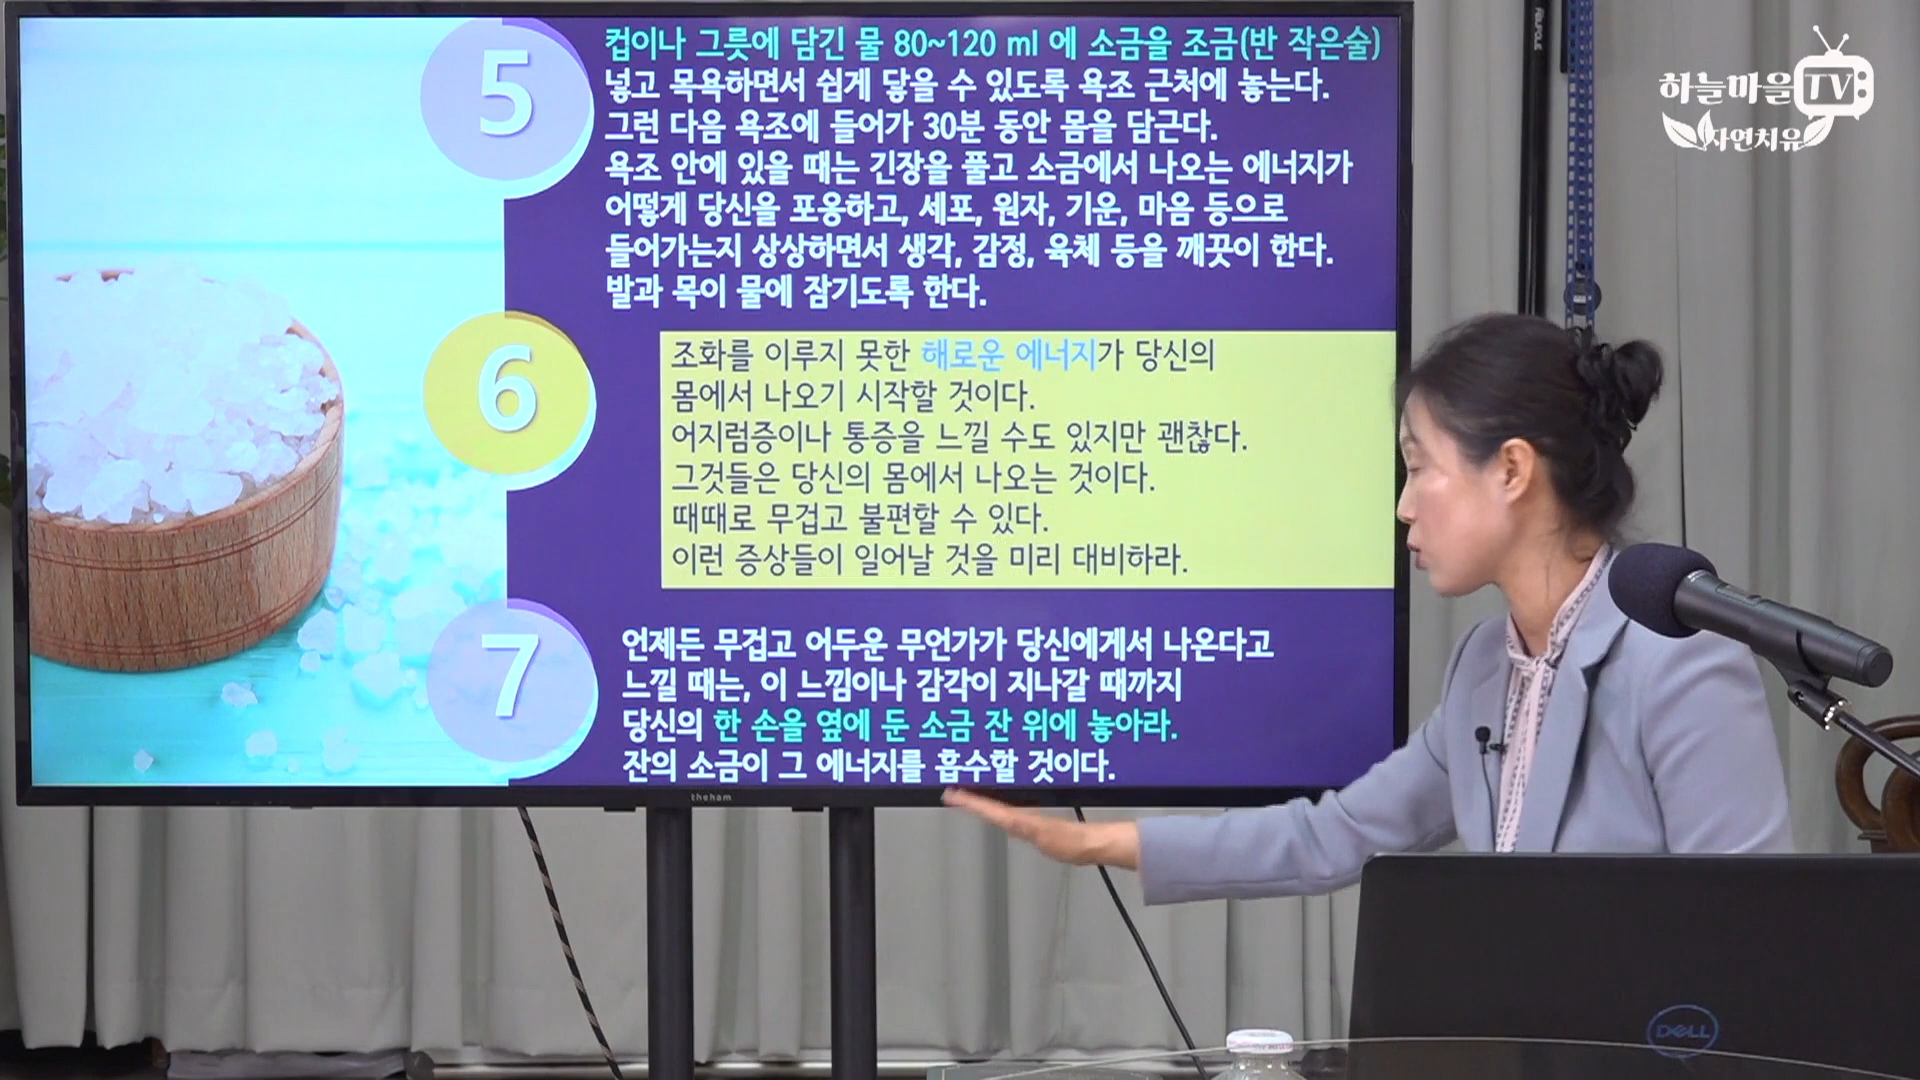 5
컵이나 그릇에 담긴 물 80~120 ml 에 소금을 조금(반 작은술)
넣고 목욕하면서 쉽게 닿을 수 있도록 욕조 근처에 놓는다.
그런 다음 욕조에 들어가 30분 동안 몸을 담근다.
욕조 안에 있을 때는 긴장을 풀고 소금에서 나오는 에너지가
어떻게 당신을 포옹하고, 세포, 원자, 기운, 마음 등으로
들어가는지 상상하면서 생각, 감정, 육체 등을 깨끗이 한다.
발과 목이 물에 잠기도록 한다.
6
조화를 이루지 못한 해로운 에너지가 당신의
몸에서 나오기 시작할 것이다.
어지럼증이나 통증을 느낄 수도 있지만 괜찮다.
그것들은 당신의 몸에서 나오는 것이다.
때때로 무겁고 불편할 수 있다.
이런 증상들이 일어날 것을 미리 대비하라.
7
언제든 무겁고 어두운 무언가가 당신에게서 나온다고
느낄 때는, 이 느낌이나 감각이 지나갈 때까지
당신의 한 손을 옆에 둔 소금 잔 위에 놓아라.
잔의 소금이 그 에너지를 흡수할 것이다.
theham
하늘마을 TV
자연치유
DELL